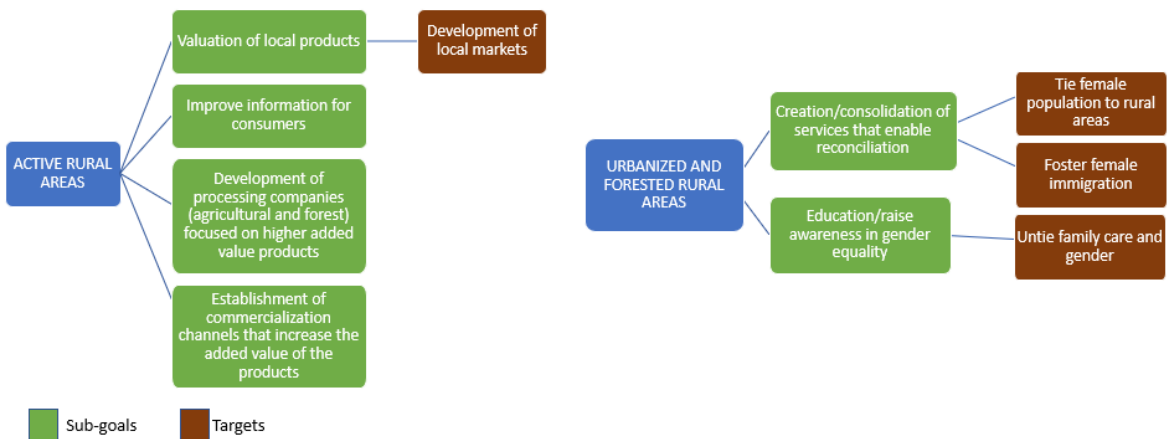 ACTIVE RURAL
AREAS
Valuation of local products
Development of
local markets
Improve information for
consumers
Development of
processing companies
(agricultural and forest)
focused on higher added
value products
Establishment of
commercialization
channels that increase the
added value of the
products
URBANIZED AND
FORESTED RURAL
AREAS
Creation/consolidation of
services that enable
reconciliation
Tie female
population to rural
areas
Foster female
immigration
Education/raise
awareness in gender
equality
Untie family care and
gender
Sub-goals
Targets